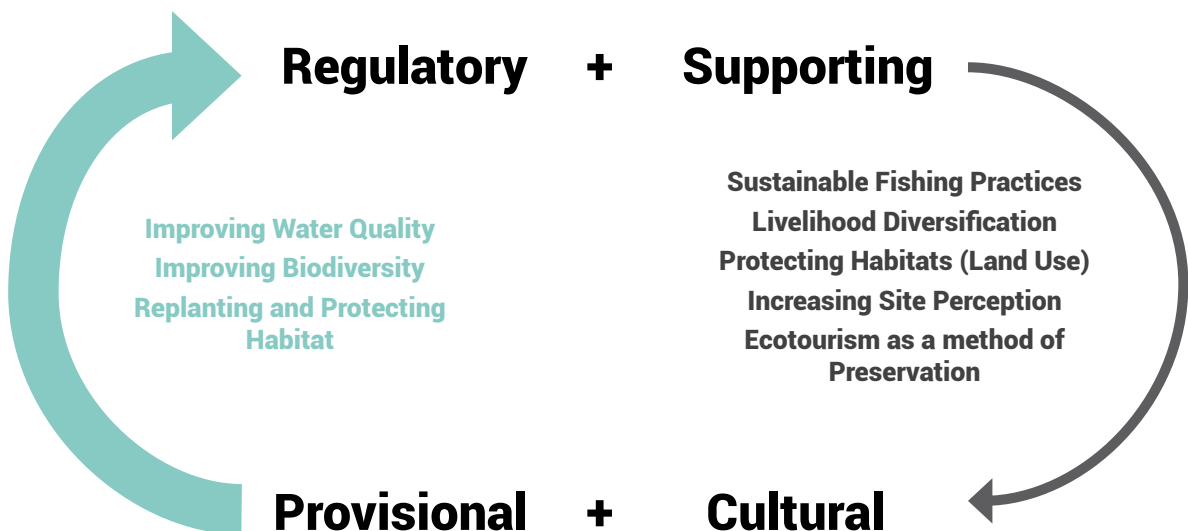 Regulatory + Supporting
Improving Water Quality
Improving Biodiversity
Replanting and Protecting
Habitat
Sustainable Fishing Practices
Livelihood Diversification
Protecting Habitats (Land Use)
Increasing Site Perception
Ecotourism as a method of
Preservation
Provisional + Cultural